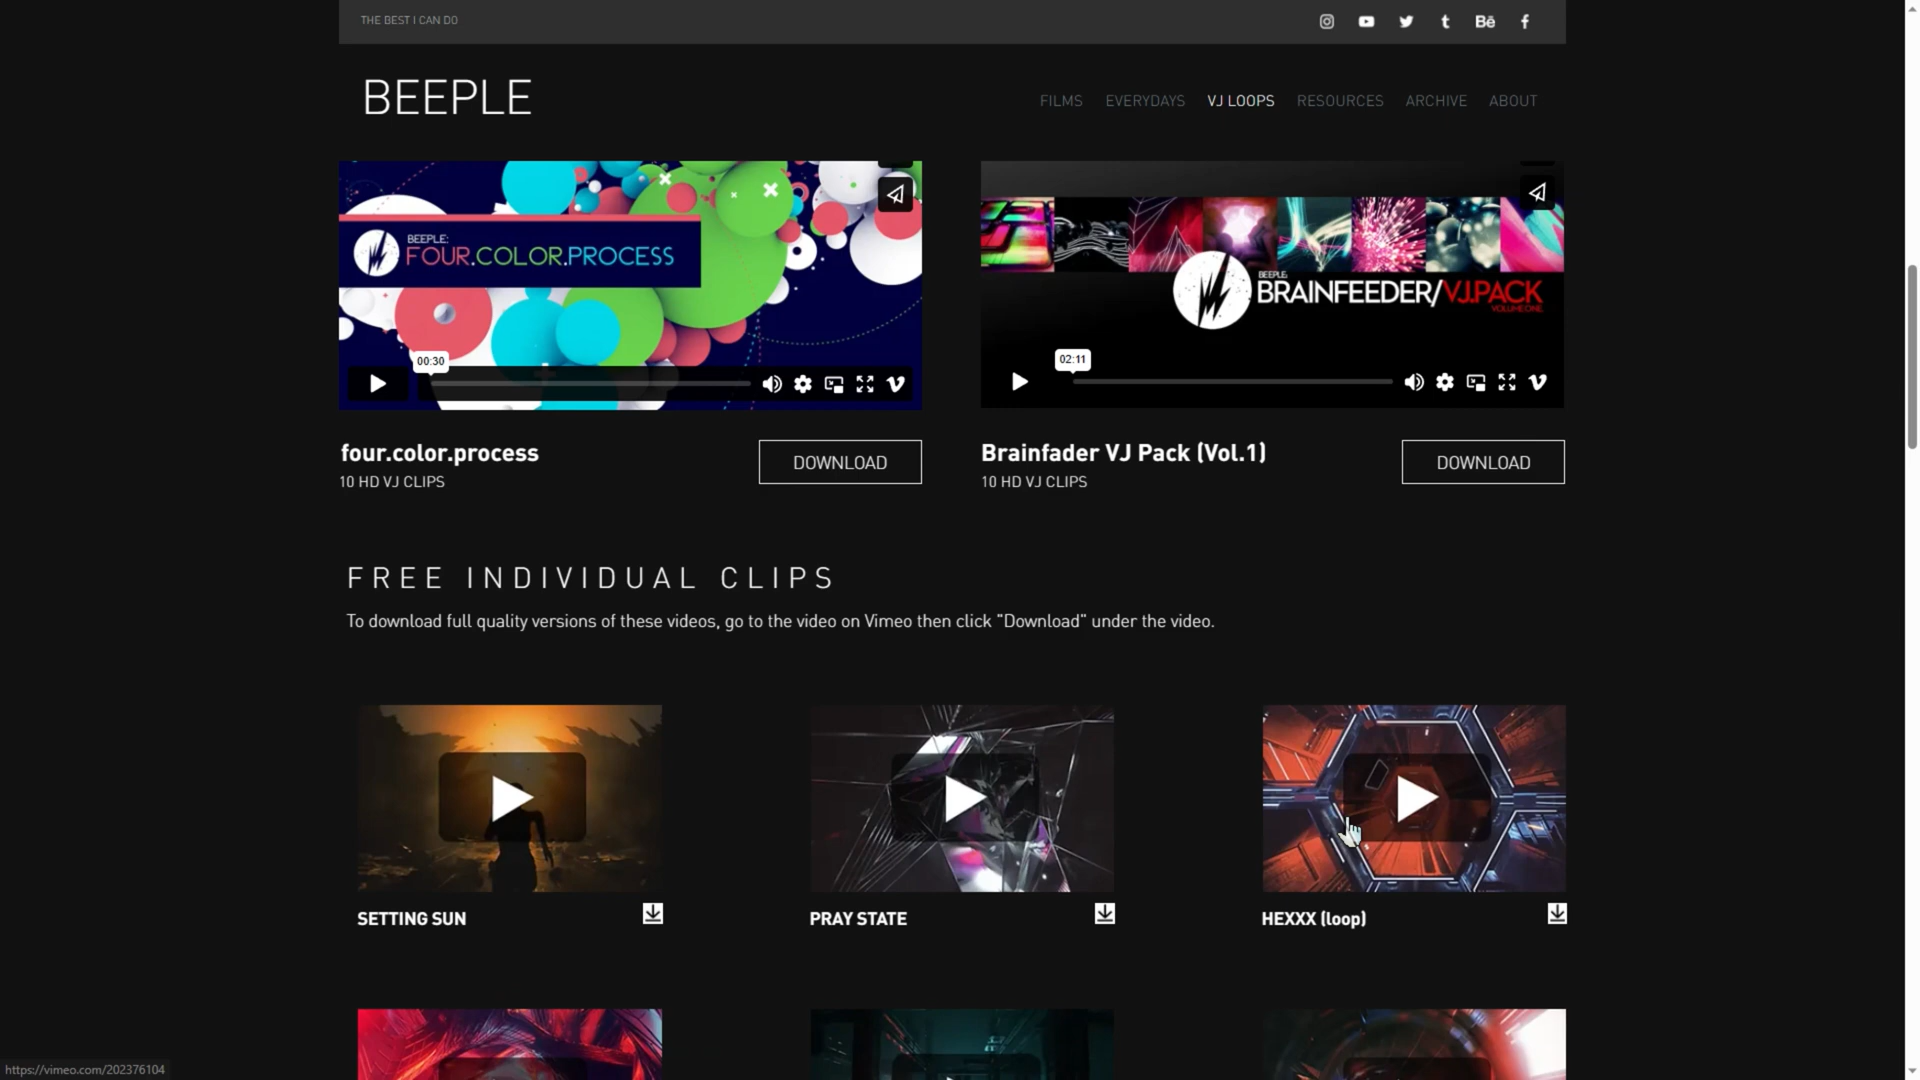 THE BEST I CAN DO
BEEPLE
FILMS EVERYDAYS VJ LOOPS RESOURCES ARCHIVE ABOUT
BEEPLE:
FOUR.COLOR.PROCESS
00:30
BEEPLE:
BRAINFEEDER/VJ.PACK
VOLUME ONE
02:11
four.color.process
10 HD VJ CLIPS
DOWNLOAD
Brainfader VJ Pack (Vol.1)
10 HD VJ CLIPS
DOWNLOAD
FREE INDIVIDUAL CLIPS
To download full quality versions of these videos, go to the video on Vimeo then click "Download" under the video.
SETTING SUN
PRAY STATE
HEXXX (loop)
https://vimeo.com/202376104